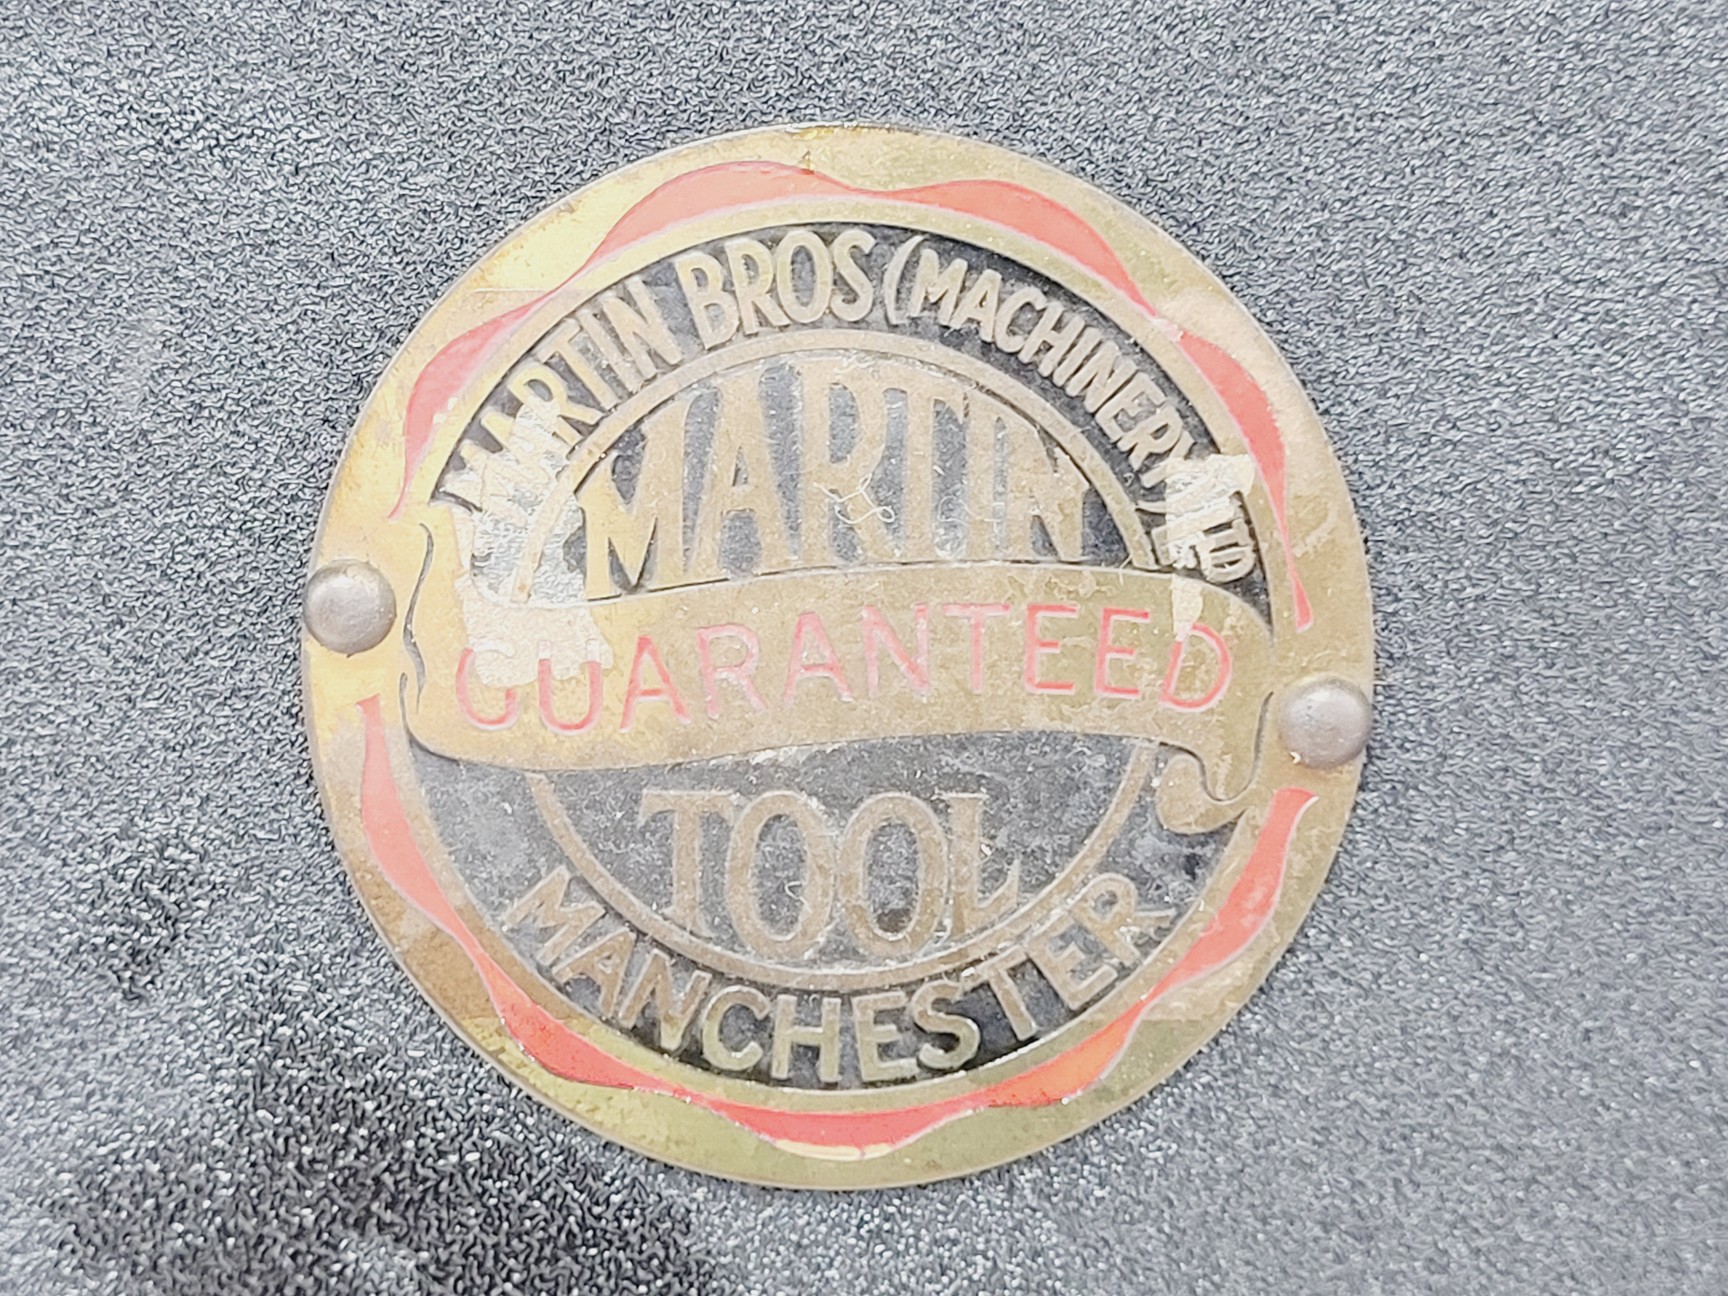 MARTIN BROS (MACHINERY) LTD
MARTIN
GUARANTEED
TOOL
MANCHESTER